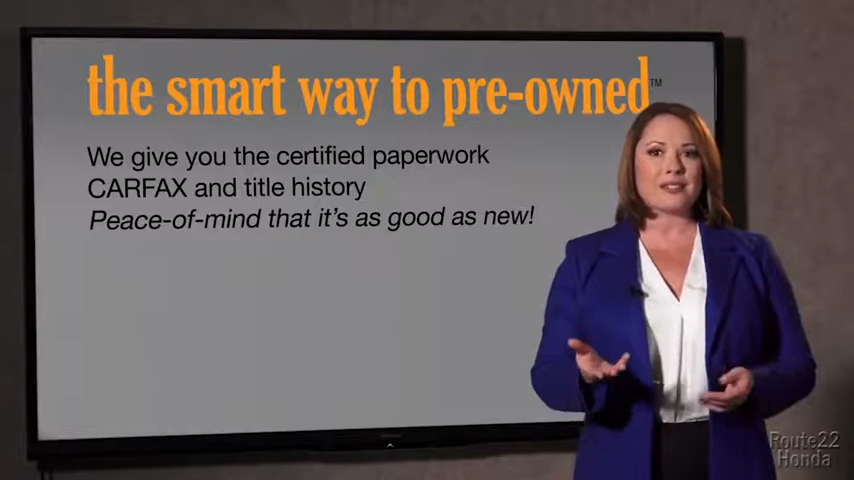 the smart way to pre-owned™
We give you the certified paperwork
CARFAX and title history
Peace-of-mind that it's as good as new!
Route22
Honda